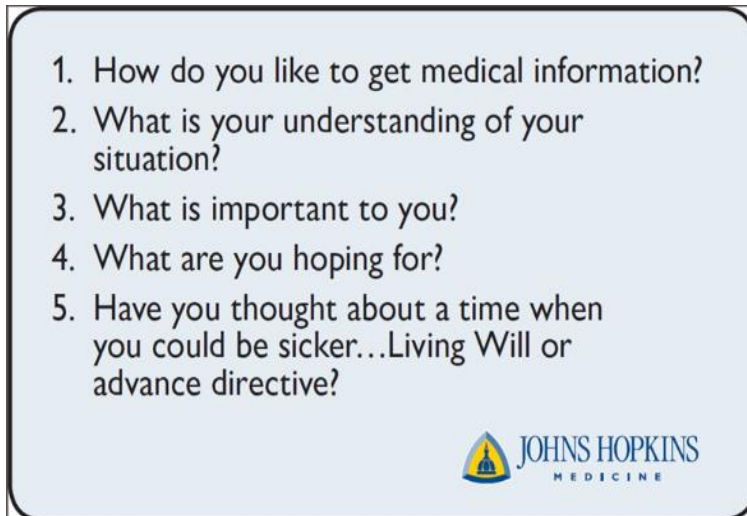 1. How do you like to get medical information?
2. What is your understanding of your
situation?
3. What is important to you?
4. What are you hoping for?
5. Have you thought about a time when
you could be sicker...Living Will or
advance directive?
JOHNS HOPKINS
MEDICINE